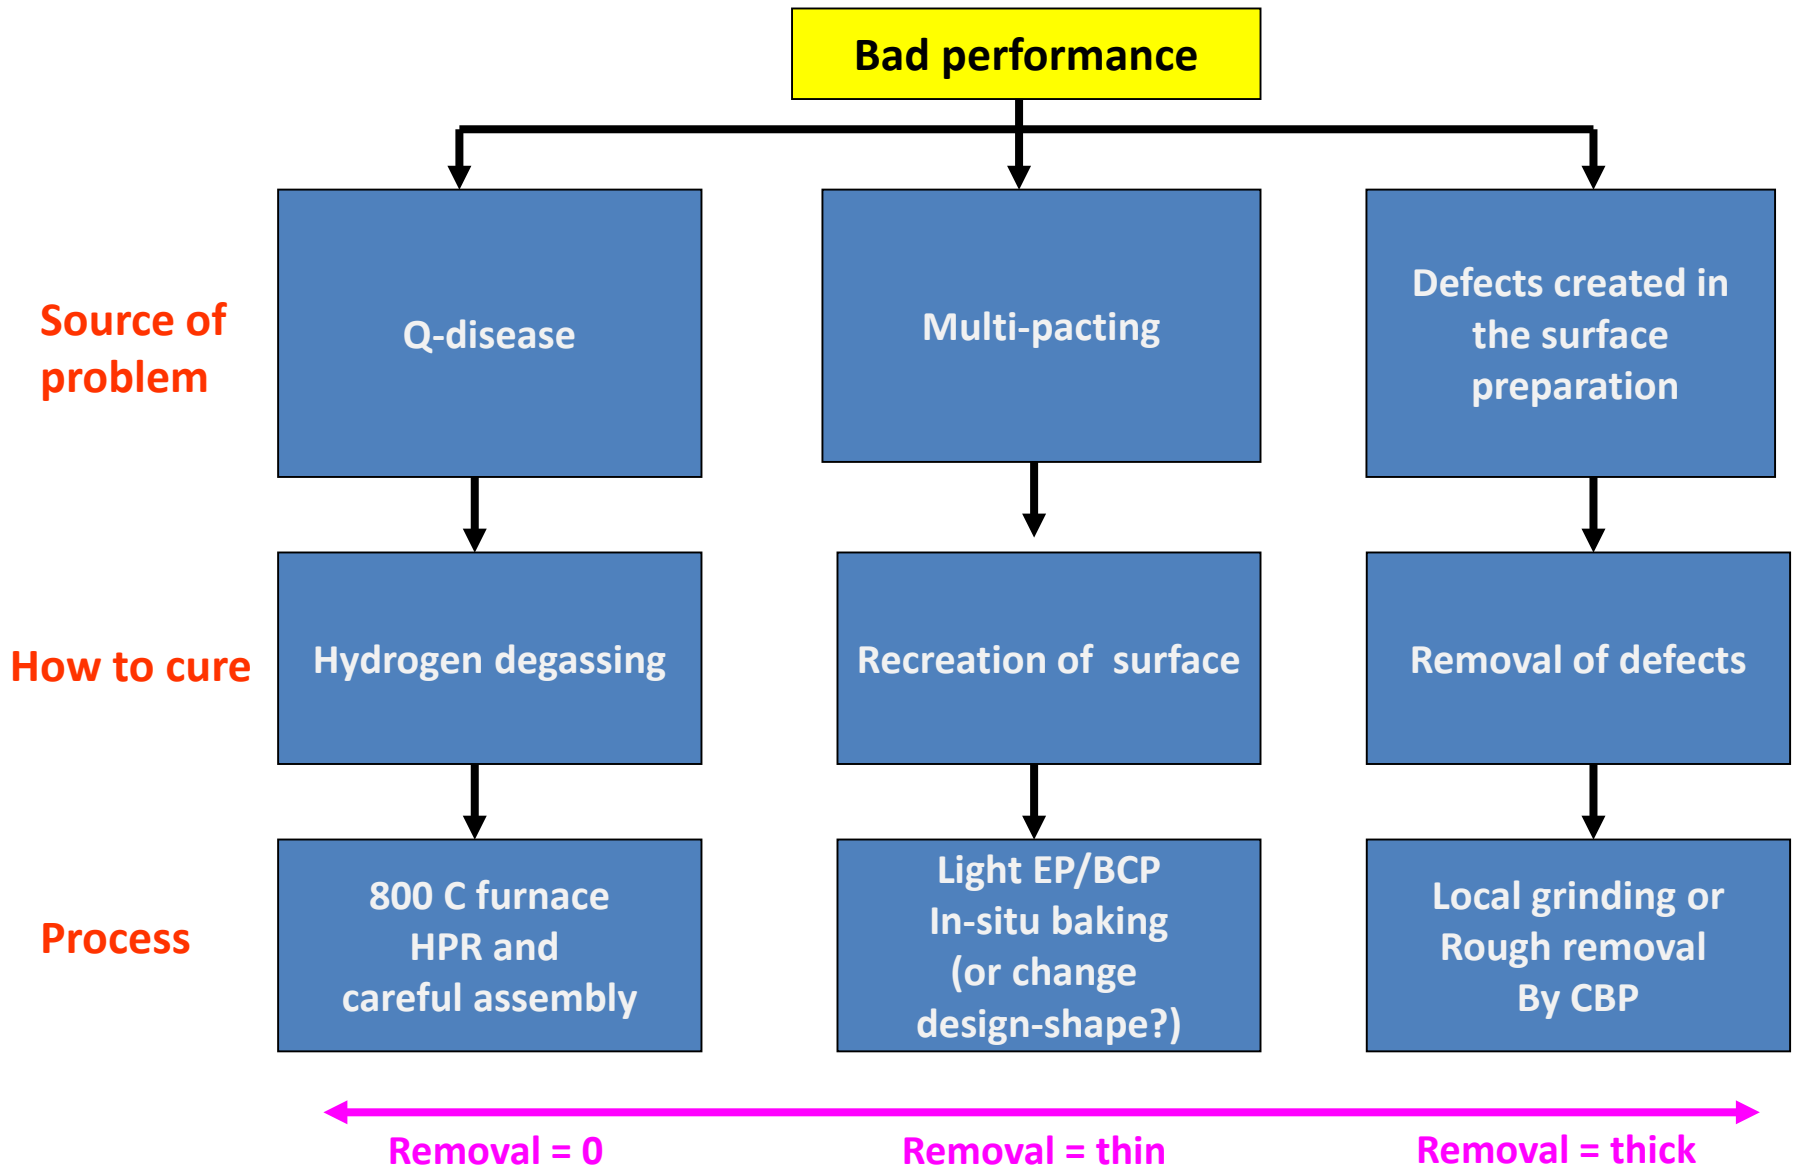 Bad performance
Source of
problem
Q-disease
Multi-pacting
Defects created in
the surface
preparation
How to cure
Hydrogen degassing
Recreation of  surface
Removal of defects
Process
800 C furnace
HPR and
careful assembly
Light EP/BCP
In-situ baking
(or change
design-shape?)
Local grinding or
Rough removal
By CBP
Removal = 0
Removal = thin
Removal = thick